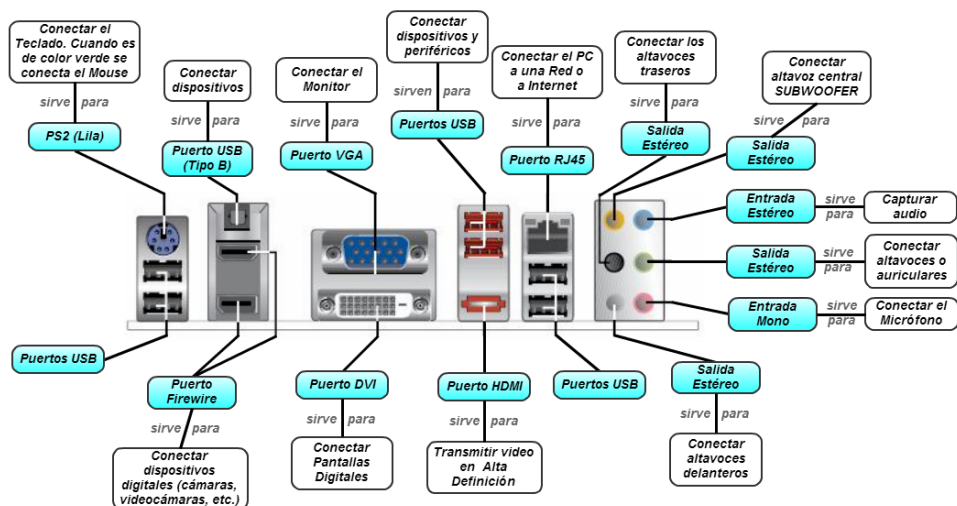 Conectar el
Teclado. Cuando es
de color verde se
conecta el Mouse
sirve para
PS2 (Lila)
Conectar
dispositivos
sirve para
Puerto USB
(Tipo B)
Conectar el
Monitor
sirve para
Puerto VGA
Conectar
dispositivos y
periféricos
sirven para
Puertos USB
Conectar el PC
a una Red o
a Internet
sirve para
Puerto RJ45
Conectar los
altavoces
traseros
sirve para
Salida
Estéreo
Conectar
altavoz central
SUBWOOFER
sirve para
Salida
Estéreo
Entrada
Estéreo
sirve
para
Capturar
audio
Salida
Estéreo
sirve
para
Conectar
altavoces o
auriculares
Entrada
Mono
sirve
para
Conectar el
Micrófono
Puertos USB
Puerto
Firewire
sirve para
Conectar
dispositivos
digitales (cámaras,
videocámaras, etc.)
Puerto DVI
sirve para
Conectar
Pantallas
Digitales
Puerto HDMI
sirve para
Transmitir video
en Alta
Definición
Puertos USB
Salida
Estéreo
sirve para
Conectar
altavoces
delanteros